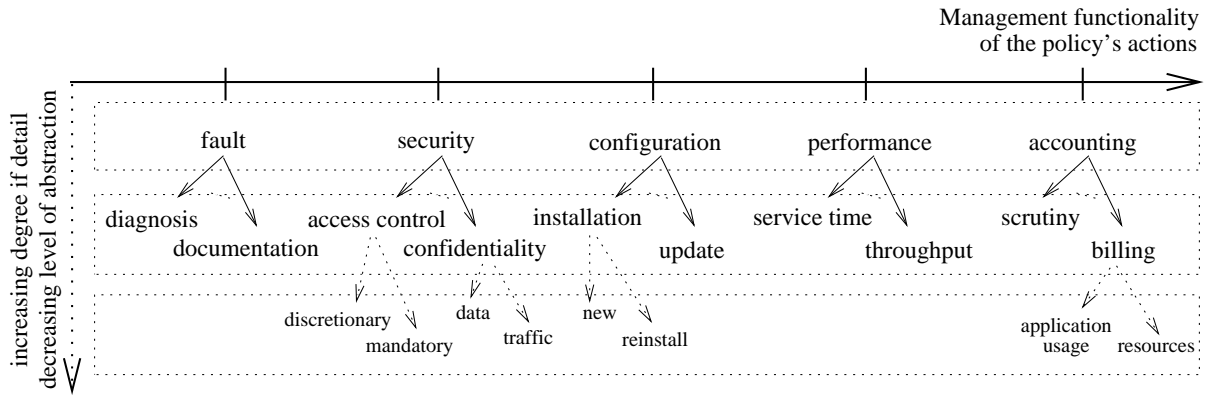 Management functionality
of the policy's actions
increasing degree if detail
decreasing level of abstraction
fault
security
configuration
performance
accounting
diagnosis
documentation
access control
confidentiality
installation
update
service time
throughput
scrutiny
billing
discretionary
mandatory
data
traffic
new
reinstall
application
usage
resources